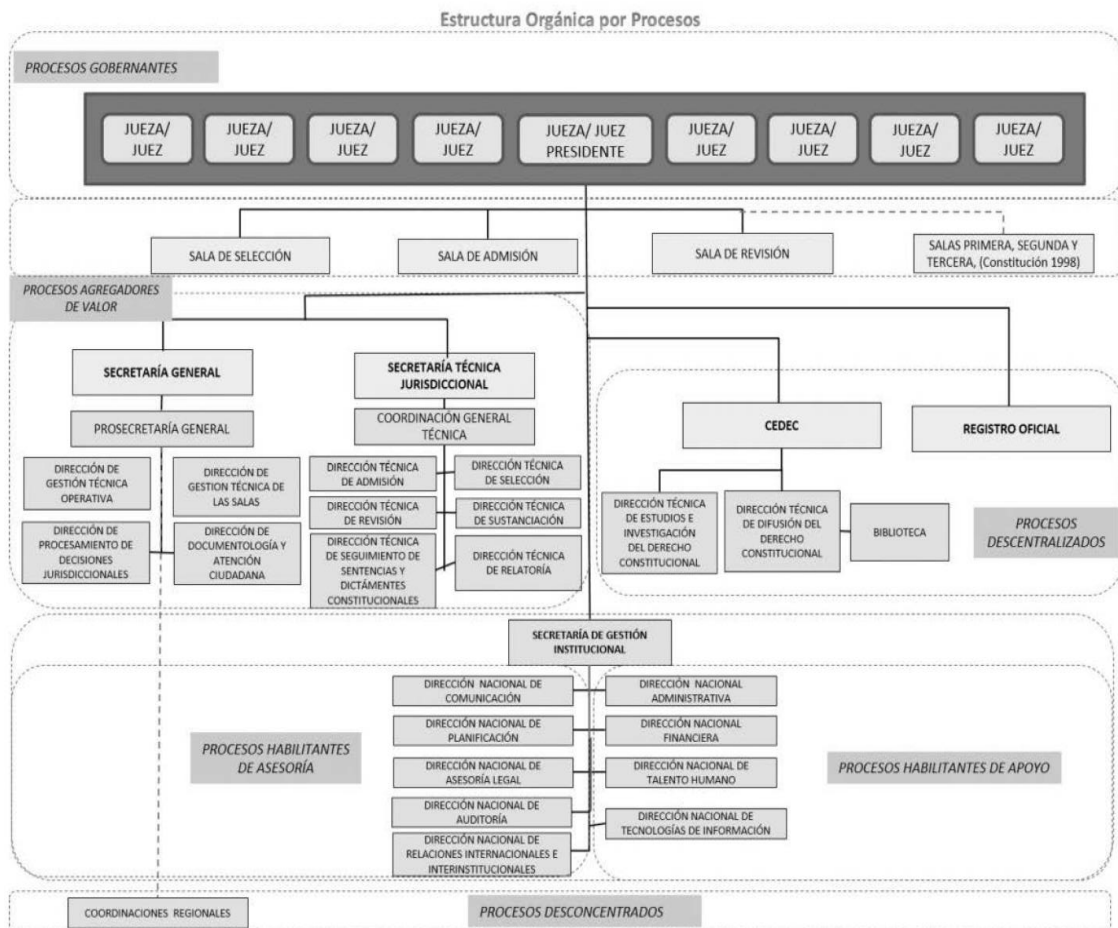 Estructura Orgánica por Procesos
PROCESOS GOBERNANTES
JUEZA/
JUEZ
JUEZA/
JUEZ
JUEZA/
JUEZ
JUEZA/
JUEZ
JUEZA/ JUEZ
PRESIDENTE
JUEZA/
JUEZ
JUEZA/
JUEZ
JUEZA/
JUEZ
JUEZA/
JUEZ
SALA DE SELECCIÓN
SALA DE ADMISIÓN
SALA DE REVISIÓN
SALAS PRIMERA, SEGUNDA Y
TERCERA, (Constitución 1998)
PROCESOS AGREGADORES
DE VALOR
SECRETARÍA GENERAL
PROSECRETARÍA GENERAL
DIRECCIÓN DE
GESTIÓN TÉCNICA
OPERATIVA
DIRECCIÓN DE
GESTION TÉCNICA DE
LAS SALAS
DIRECCIÓN DE
PROCESAMIENTO DE
DECISIONES
JURISDICCIONALES
DIRECCIÓN DE
DOCUMENTOLOGÍA Y
ATENCIÓN
CIUDADANA
SECRETARÍA TÉCNICA
JURISDICCIONAL
COORDINACIÓN GENERAL
TÉCNICA
DIRECCIÓN TÉCNICA
DE ADMISIÓN
DIRECCIÓN TÉCNICA
DE SELECCIÓN
DIRECCIÓN TÉCNICA
DE REVISIÓN
DIRECCIÓN TÉCNICA
DE SUSTANCIACIÓN
DIRECCIÓN TÉCNICA
DE SEGUIMIENTO DE
SENTENCIAS Y
DICTÁMENTES
CONSTITUCIONALES
DIRECCIÓN TÉCNICA
DE RELATORÍA
CEDEC
REGISTRO OFICIAL
DIRECCIÓN TÉCNICA
DE ESTUDIOS E
INVESTIGACIÓN
DEL DERECHO
CONSTITUCIONAL
DIRECCIÓN TÉCNICA
DE DIFUSIÓN DEL
DERECHO
CONSTITUCIONAL
BIBLIOTECA
PROCESOS
DESCENTRALIZADOS
SECRETARÍA DE GESTIÓN
INSTITUCIONAL
PROCESOS HABILITANTES
DE ASESORÍA
DIRECCIÓN NACIONAL DE
COMUNICACIÓN
DIRECCIÓN NACIONAL DE
PLANIFICACIÓN
DIRECCIÓN NACIONAL DE
ASESORÍA LEGAL
DIRECCIÓN NACIONAL DE
AUDITORÍA
DIRECCIÓN NACIONAL DE
RELACIONES INTERNACIONALES E
INTERINSTITUCIONALES
DIRECCIÓN NACIONAL
ADMINISTRATIVA
DIRECCIÓN NACIONAL
FINANCIERA
DIRECCIÓN NACIONAL DE
TALENTO HUMANO
DIRECCIÓN NACIONAL DE
TECNOLOGÍAS DE INFORMACIÓN
PROCESOS HABILITANTES DE APOYO
COORDINACIONES REGIONALES
PROCESOS DESCONCENTRADOS